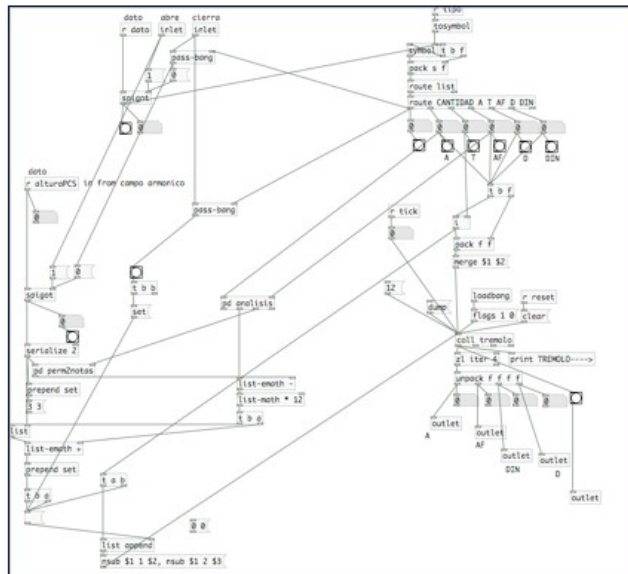 dato
abre
cierra
r dato
inlet
inlet
pass-bang
1
0
spigot
r tipo
tosymbol
symbol
t b f
pack s f
route list
route CANTIDAD A T AF D DIN
A
T
AF
D
DIN
t b f
i
pack f f
merge $1 $2
dato
r alturaPCS
in from campo armonico
pass-bang
r tick
1
0
t b b
set
spigot
pd analisis
12
dump
loadbang
r reset
flags 1 0
clear
coll tremolo
serialize 2
pd perm2notas
zl iter 4
print TREMOLO---->
unpack f f f f
prepend set
3 3
list-emath -
list-math * 12
t b a
list
list-emath +
prepend set
t b a
t a b
outlet
A
outlet
AF
outlet
DIN
outlet
D
outlet
0 0
list append
nsub $1 1 $2, nsub $1 2 $3